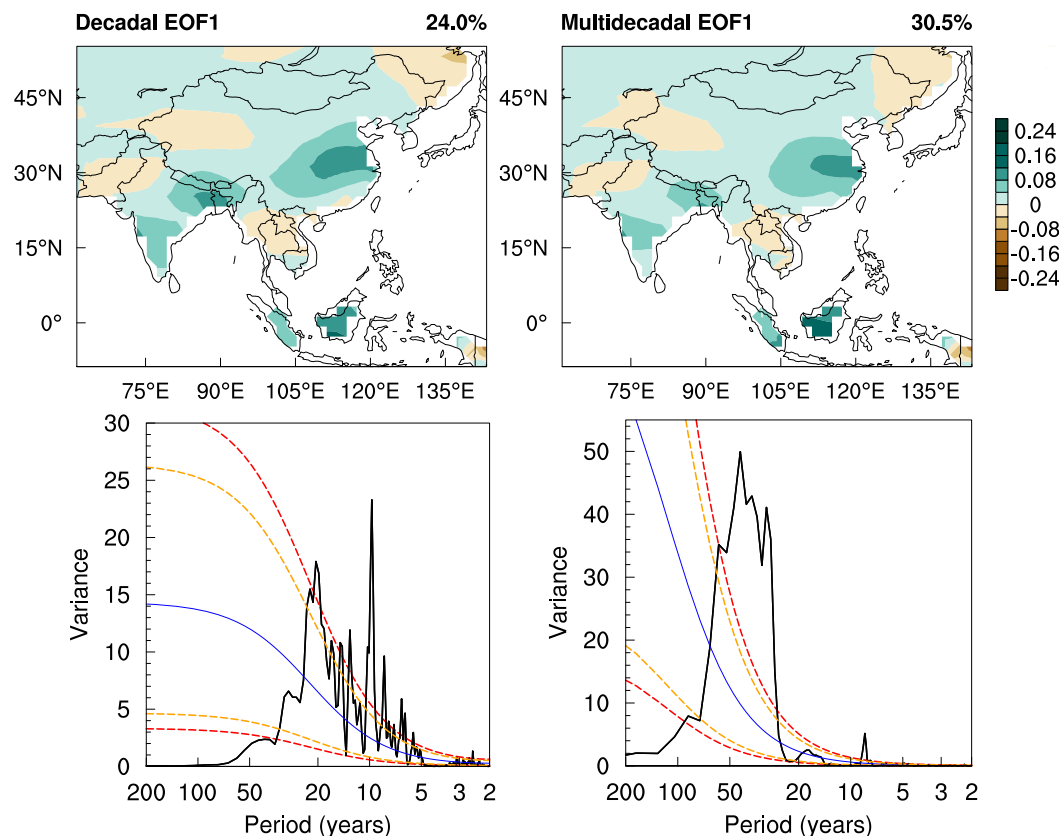 Decadal EOF1 24.0% Multidecadal EOF1 30.5%
45°N 45°N
30°N 30°N
15°N 15°N
0° 0°
0.24
0.16
0.08
0
-0.08
-0.16
-0.24
75°E 90°E 105°E 120°E 135°E 75°E 90°E 105°E 120°E 135°E
Variance
30
25
20
15
10
5
0
200 100 50 20 10 5 3 2
Period (years)
Variance
50
40
30
20
10
0
200 100 50 20 10 5 3 2
Period (years)